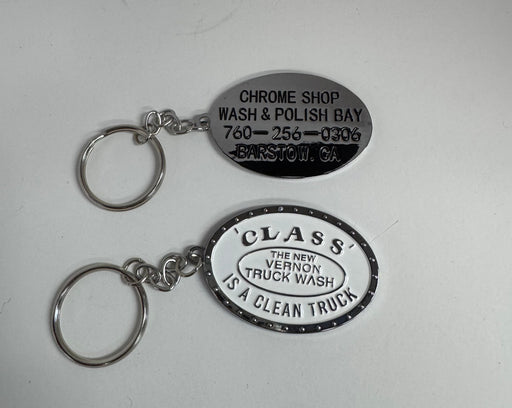 CHROME SHOP
WASH & POLISH BAY
760-256-0306
BARSTOW, CA
'CLASS'
THE NEW
VERNON
TRUCK WASH
IS A CLEAN TRUCK